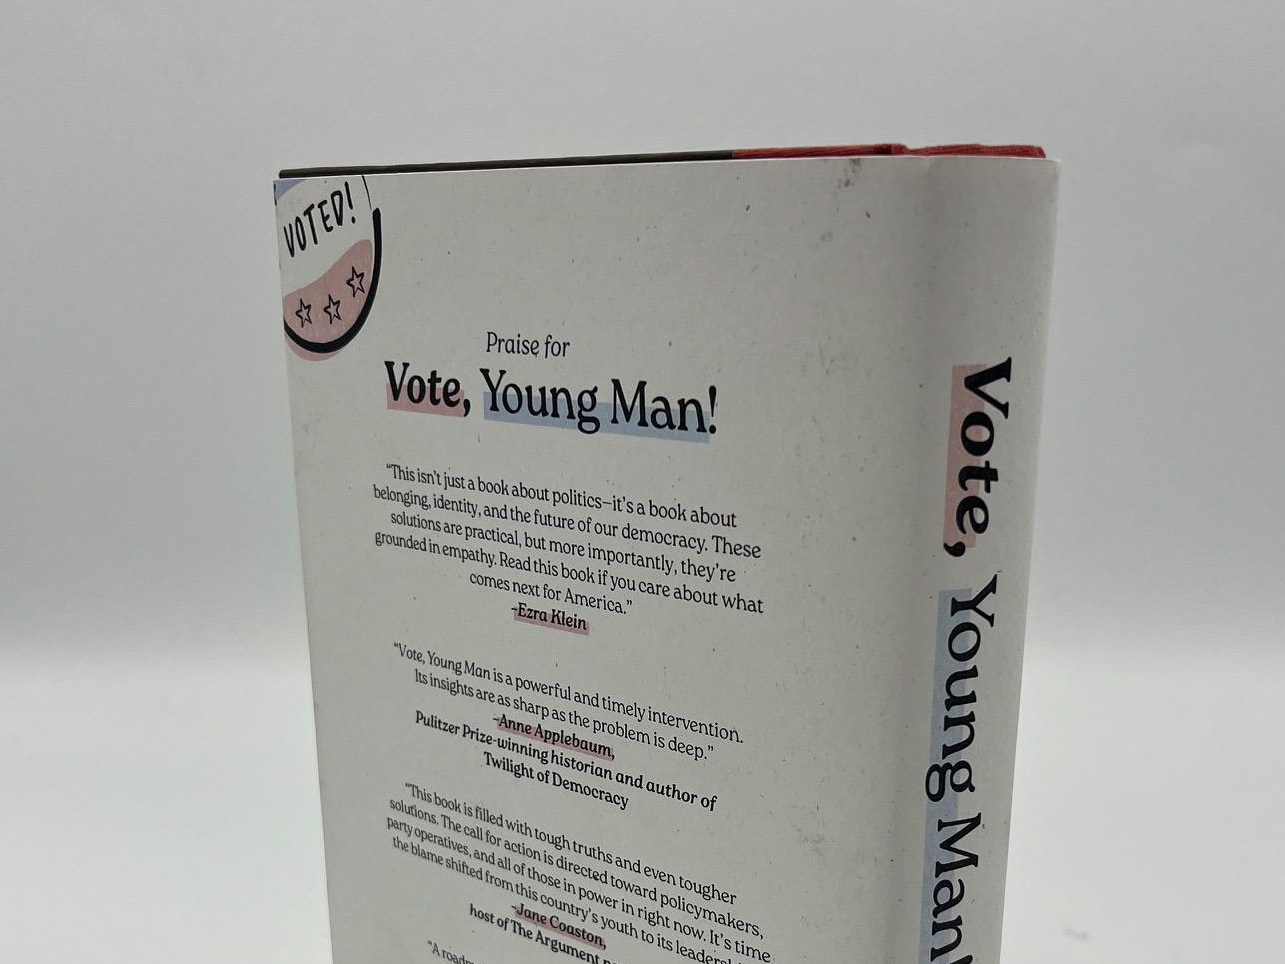 VOTED!
Praise for
Vote, Young Man!
“This isn't just a book about politics–it's a book about
belonging, identity, and the future of our democracy. These
solutions are practical, but more importantly, they're
grounded in empathy. Read this book if you care about what
comes next for America.”
-Ezra Klein
“Vote, Young Man is a powerful and timely intervention.
Its insights are as sharp as the problem is deep.”
-Anne Applebaum,
Pulitzer Prize-winning historian and author of
Twilight of Democracy
“This book is filled with tough truths and even tougher
solutions. The call for action is directed toward policymakers,
party operatives, and all of those in power in right now. It's time
the blame shifted from this country's youth to its
-Jane Coaston,
host of The Argument
“A
Vote, Young Man!